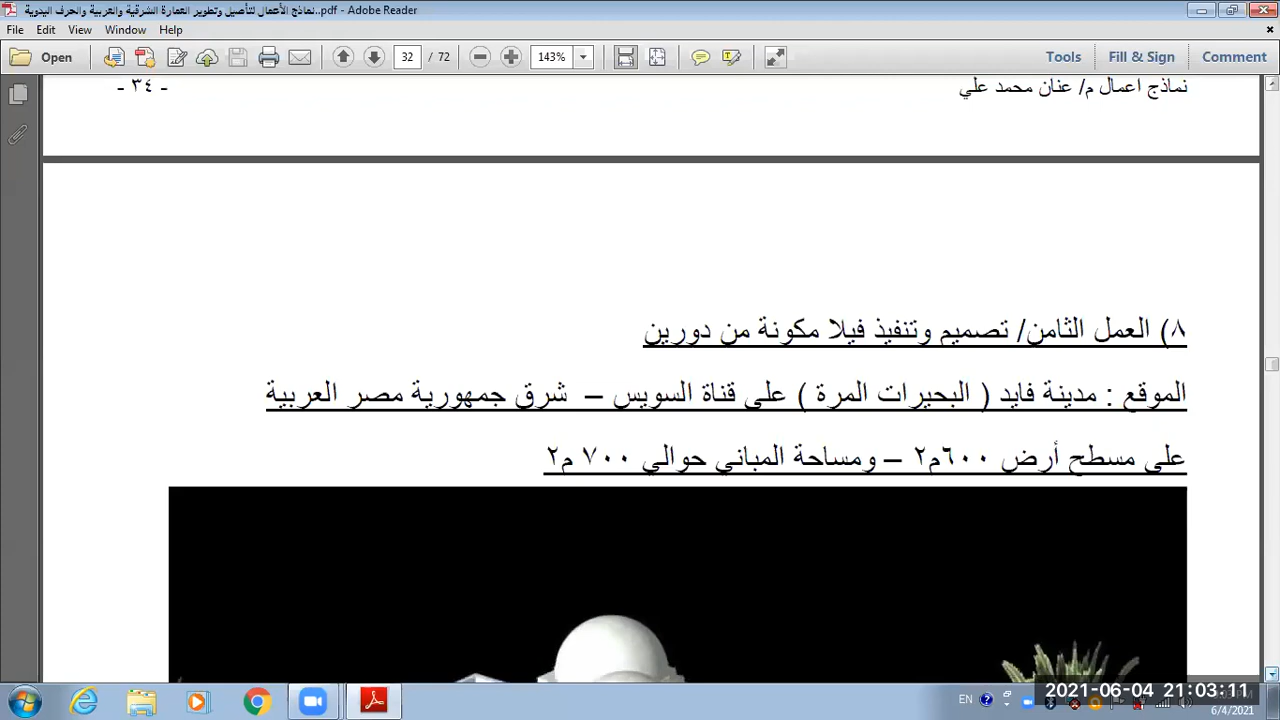 نماذج الأعمال لتأصيل وتطوير العمارة الشرقية والعربية والحرف اليدوية..pdf - Adobe Reader
File Edit View Window Help
Open 32 / 72 143% Tools Fill & Sign Comment
نماذج اعمال م/ عنان محمد علي - ٣٤ -
٨) العمل الثامن/ تصميم وتنفيذ فيلا مكونة من دورين
الموقع : مدينة فايد ( البحيرات المرة ) على قناة السويس – شرق جمهورية مصر العربية
على مسطح أرض ٦٠٠م٢ – ومساحة المباني حوالي ٧٠٠ م٢
EN 2021-06-04 21:03:11
6/4/2021